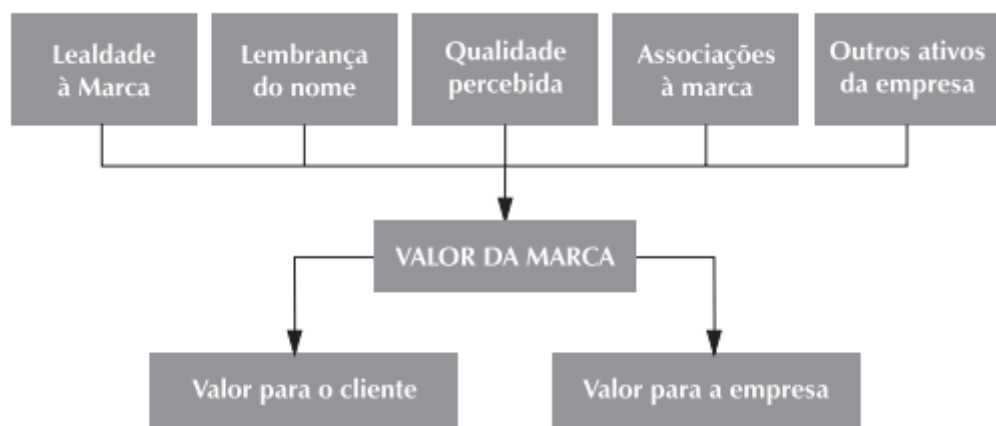 Lealdade
à Marca
Lembrança
do nome
Qualidade
percebida
Associações
à marca
Outros ativos
da empresa
VALOR DA MARCA
Valor para o cliente
Valor para a empresa